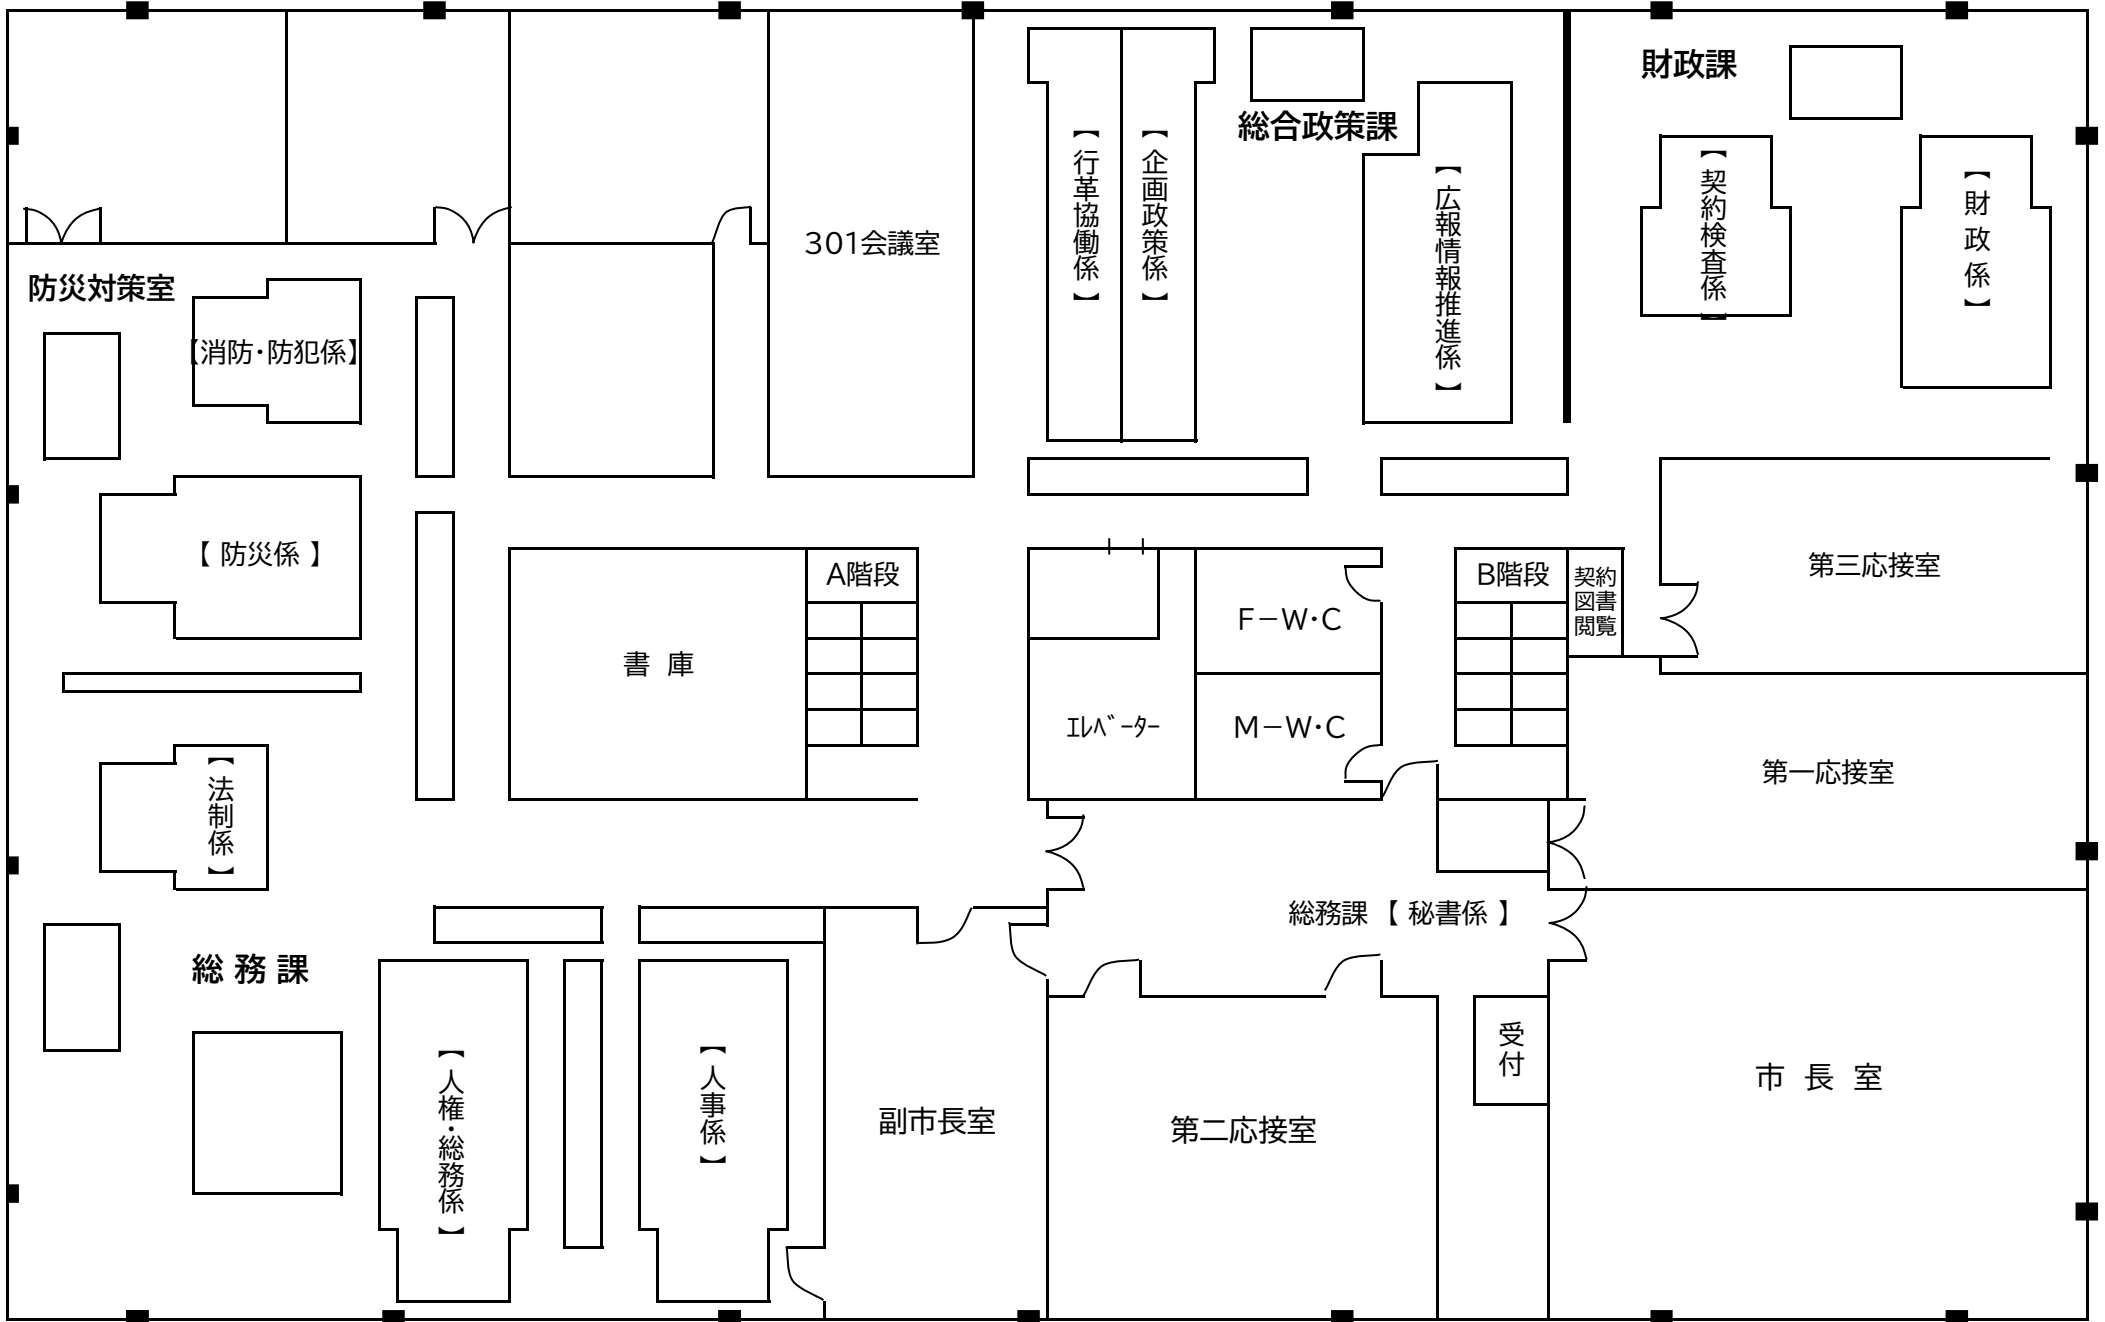 財政課
総合政策課
【行革協働係】
【企画政策係】
【広報情報推進係】
【契約検査係】
【財政係】
301会議室
防災対策室
【消防・防犯係】
【 防災係 】
A階段
B階段
契約
図書
閲覧
第三応接室
F－W・C
書 庫
ｴﾚﾍﾞｰﾀｰ
M－W・C
第一応接室
【法制係】
総務課 【 秘書係 】
総 務 課
【人権・総務係】
【人事係】
副市長室
第二応接室
受付
市 長 室